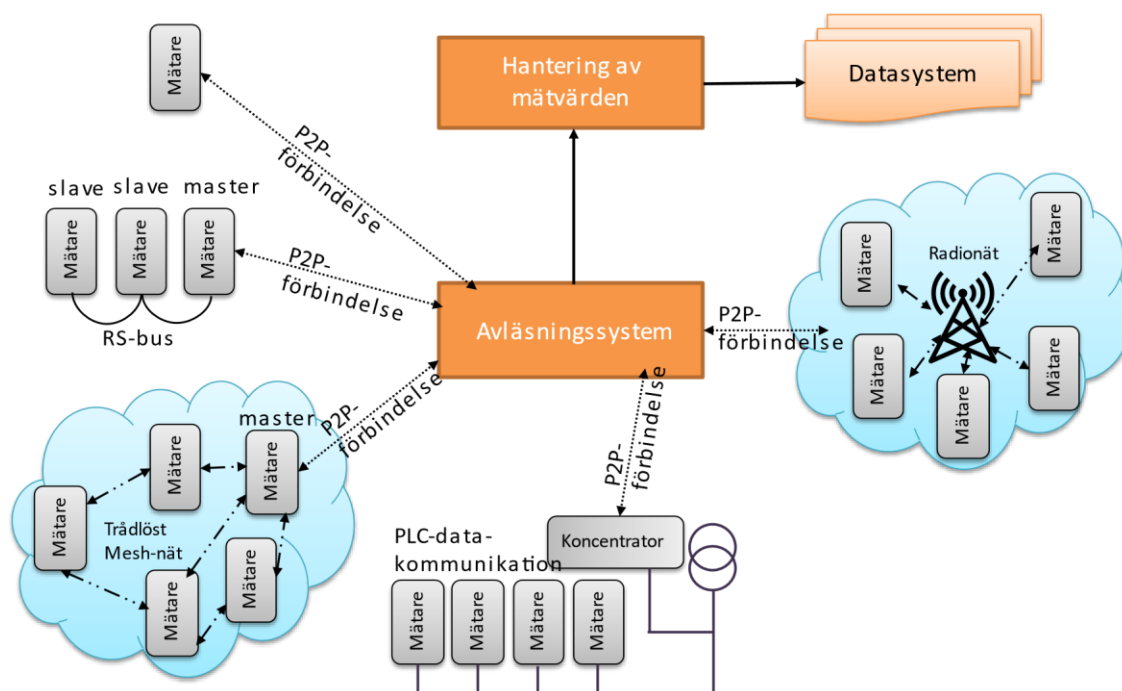 Mätare
Hantering av
mätvärden
Datasystem
P2P-
förbindelse
slave slave master
Mätare
Mätare
Mätare
RS-bus
P2P-
förbindelse
Avläsningssystem
P2P-
förbindelse
Radionät
Mätare
Mätare
Mätare
Mätare
Mätare
master
P2P-
förbindelse
Mätare
Mätare
Mätare
Trådlöst
Mesh-nät
Mätare
Mätare
P2P-
förbindelse
Koncentrator
PLC-data-
kommunikation
Mätare
Mätare
Mätare
Mätare